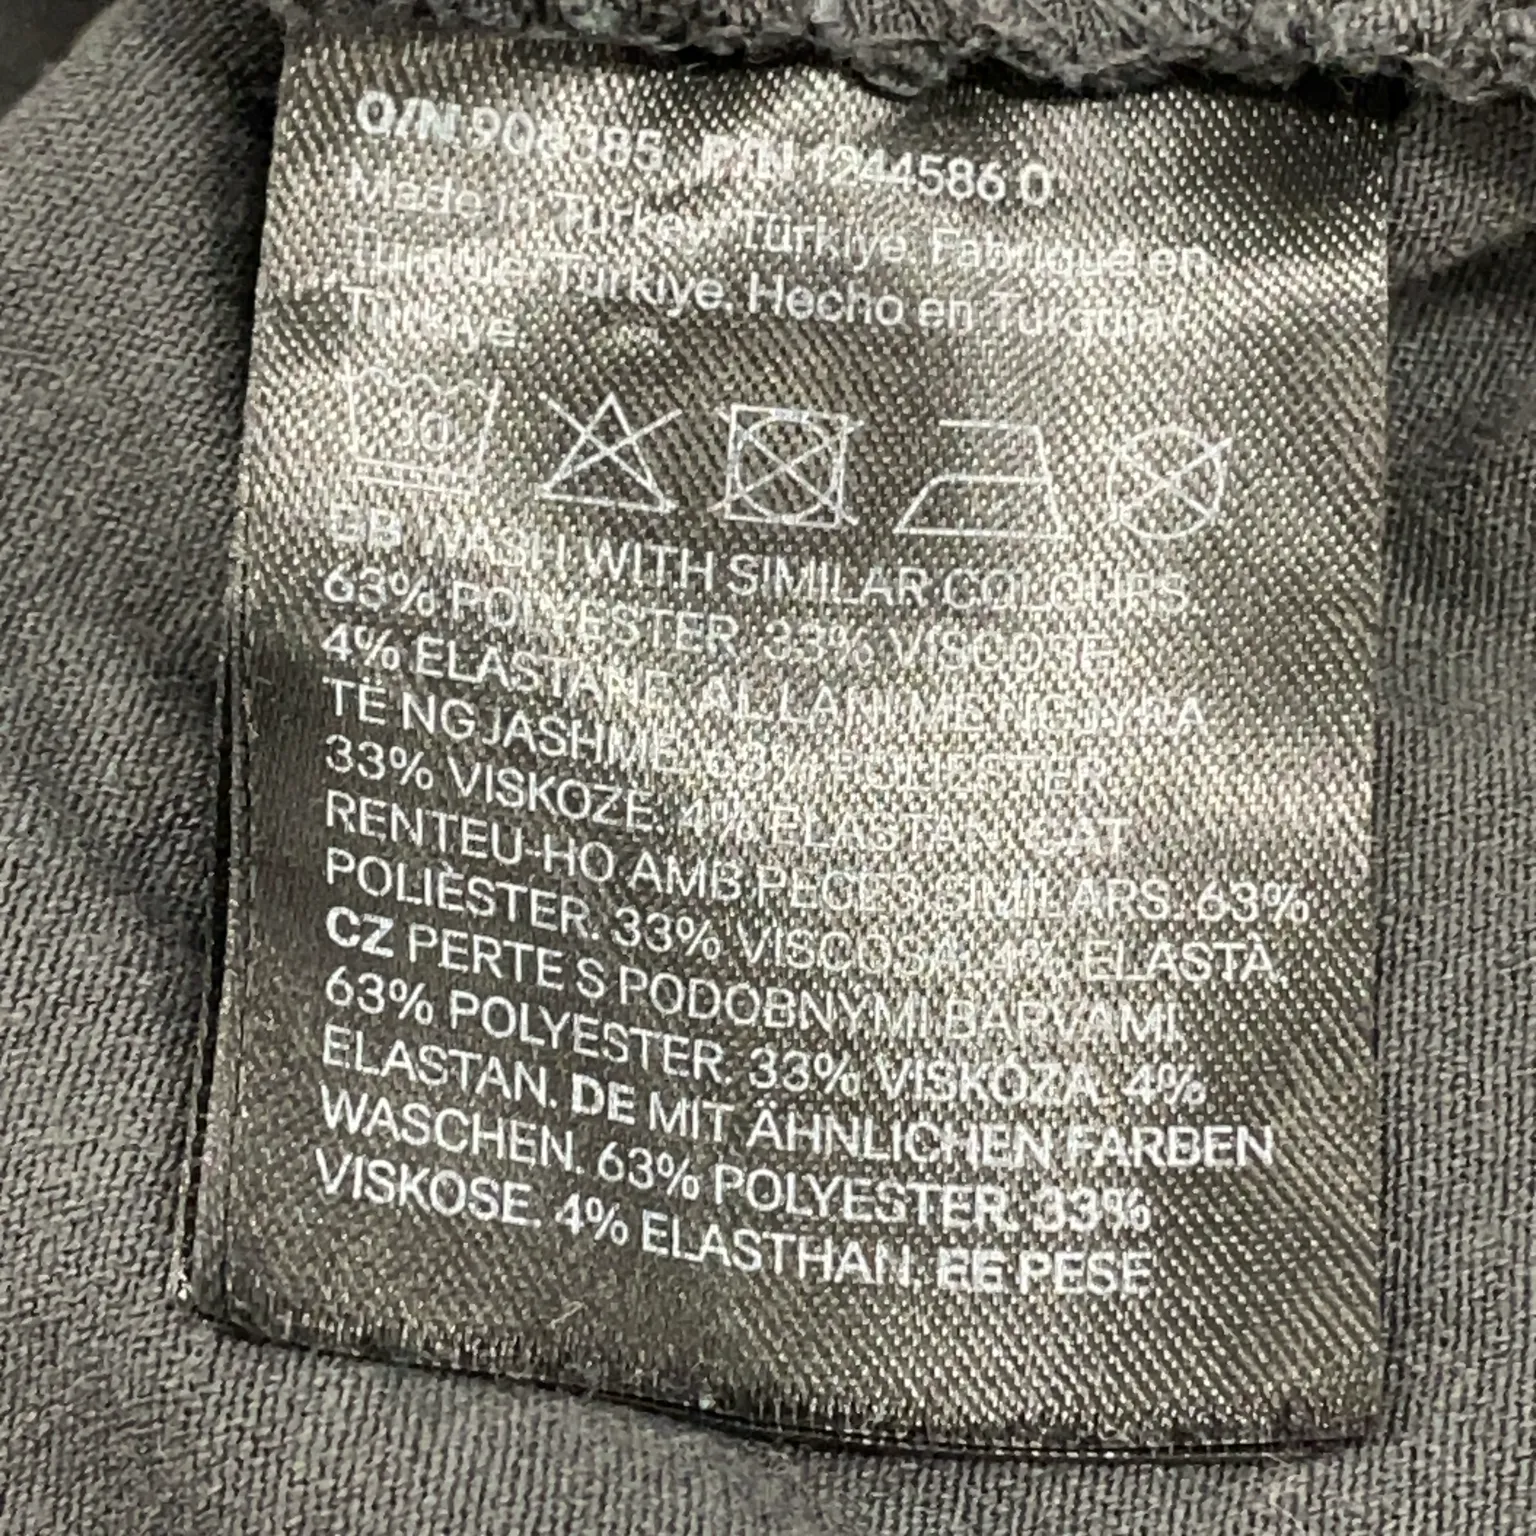 O/N 908385 P/N 1244586.0
Made in Turkey/Türkiye. Fabriqué en
Turquie/Türkiye. Hecho en Turquía/
Türkiye.
30
GB WASH WITH SIMILAR COLOURS.
63% POLYESTER. 33% VISCOSE.
4% ELASTANE. AL LANI ME NGJYRA
TË NGJASHME. 63% POLIESTER.
33% VISKOZË. 4% ELASTAN. CAT
RENTEU-HO AMB PECES SIMILARS. 63%
POLIÈSTER. 33% VISCOSA. 4% ELASTÀ.
CZ PERTE S PODOBNÝMI BARVAMI.
63% POLYESTER. 33% VISKÓZA. 4%
ELASTAN. DE MIT ÄHNLICHEN FARBEN
WASCHEN. 63% POLYESTER. 33%
VISKOSE. 4% ELASTHAN. EE PESE